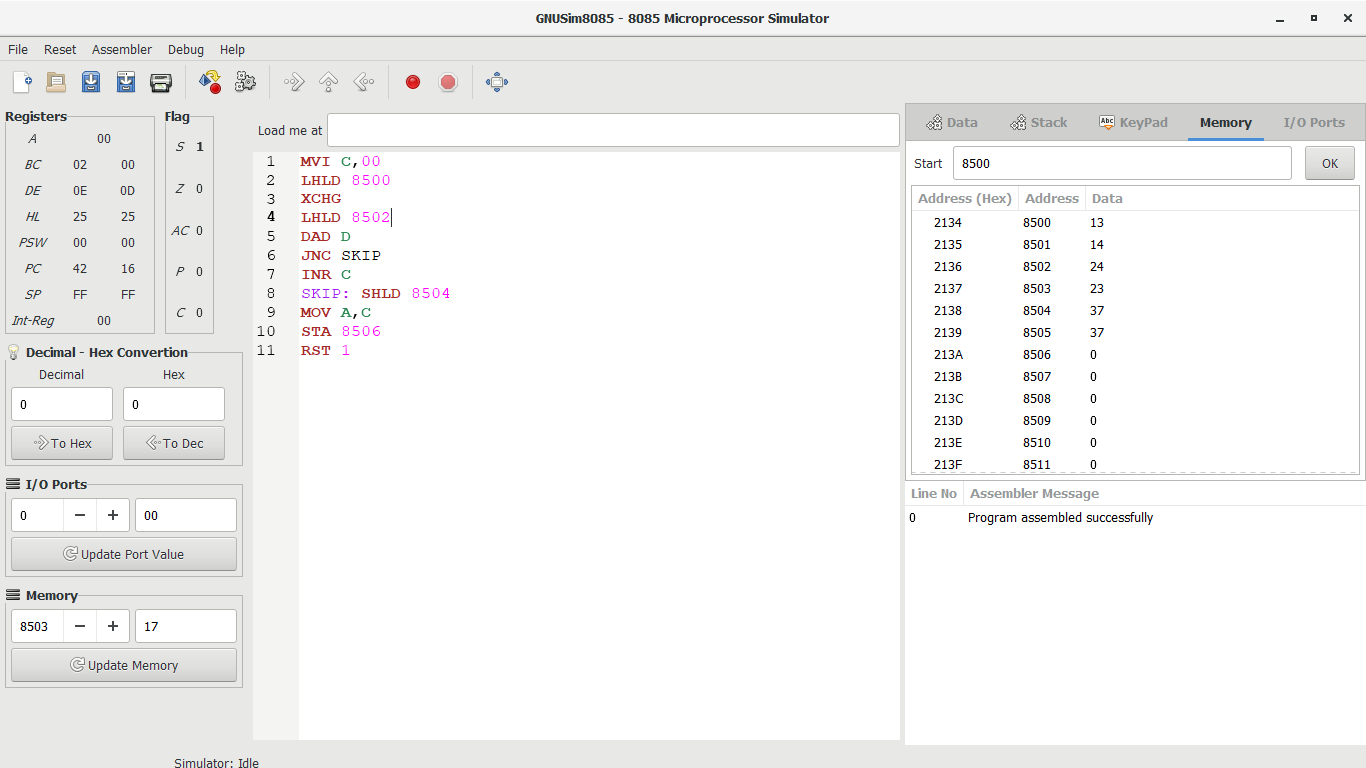 GNUSim8085 - 8085 Microprocessor Simulator
File Reset Assembler Debug Help
Registers
A 00
BC 02 00
DE 0E 0D
HL 25 25
PSW 00 00
PC 42 16
SP FF FF
Int-Reg 00
Flag
S 1
Z 0
AC 0
P 0
C 0
Decimal - Hex Convertion
Decimal Hex
0 0
To Hex To Dec
I/O Ports
0 − + 00
Update Port Value
Memory
8503 − + 17
Update Memory
Load me at
1 MVI C,00
2 LHLD 8500
3 XCHG
4 LHLD 8502
5 DAD D
6 JNC SKIP
7 INR C
8 SKIP: SHLD 8504
9 MOV A,C
10 STA 8506
11 RST 1
Data Stack Abc KeyPad Memory I/O Ports
Start 8500 OK
Address (Hex) Address Data
2134 8500 13
2135 8501 14
2136 8502 24
2137 8503 23
2138 8504 37
2139 8505 37
213A 8506 0
213B 8507 0
213C 8508 0
213D 8509 0
213E 8510 0
213F 8511 0
Line No Assembler Message
0 Program assembled successfully
Simulator: Idle